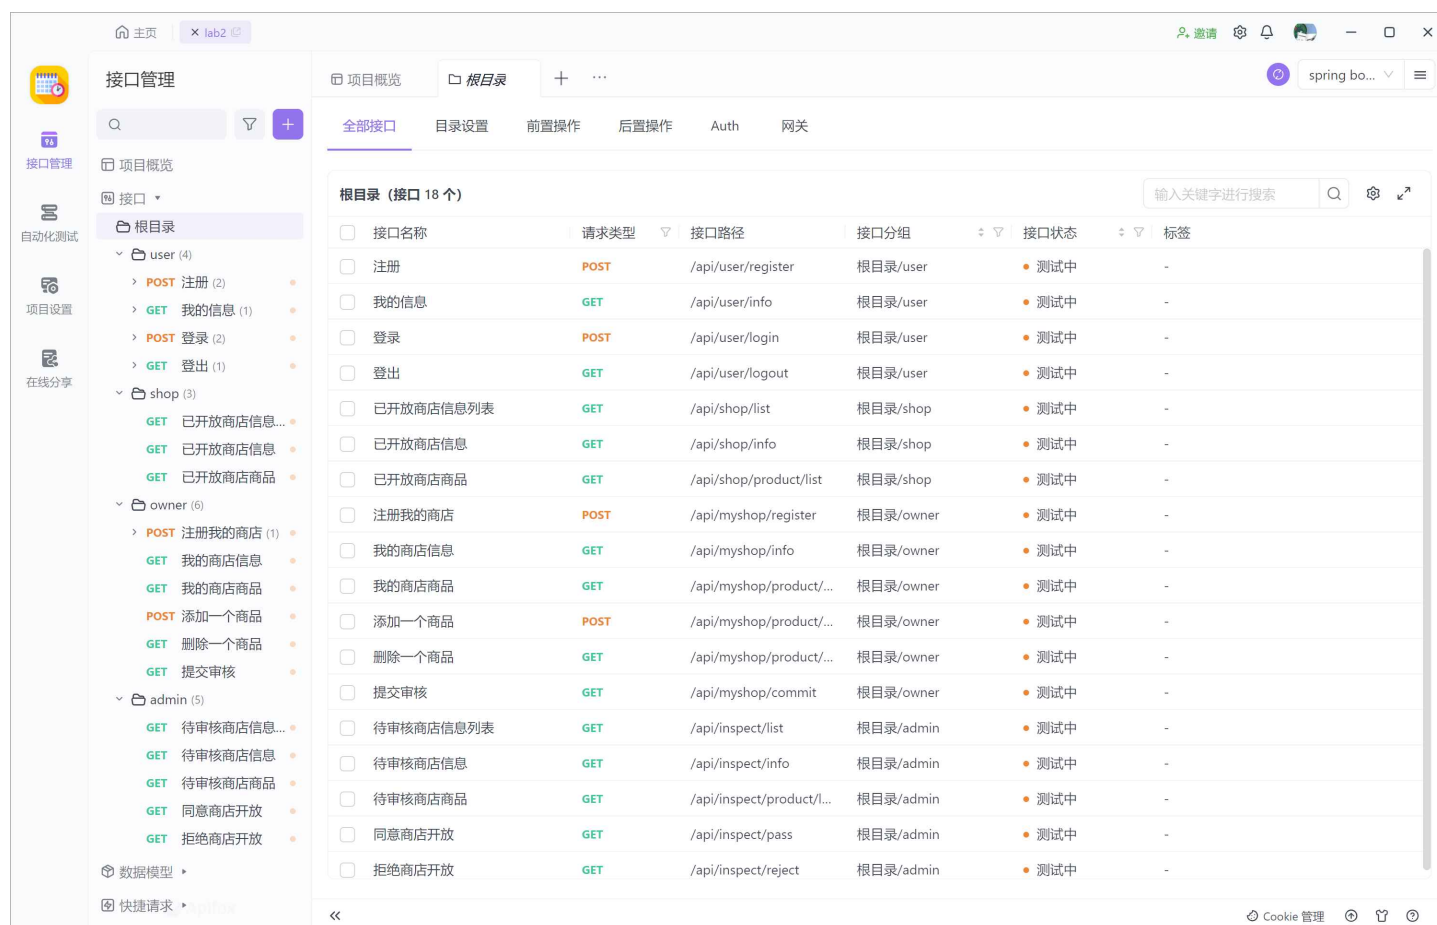 主页
lab2
邀请
接口管理
自动化测试
项目设置
在线分享
接口管理
项目概览
接口
根目录
user (4)
POST 注册 (2)
GET 我的信息 (1)
POST 登录 (2)
GET 登出 (1)
shop (3)
GET 已开放商店信息...
GET 已开放商店信息
GET 已开放商店商品
owner (6)
POST 注册我的商店 (1)
GET 我的商店信息
GET 我的商店商品
POST 添加一个商品
GET 删除一个商品
GET 提交审核
admin (5)
GET 待审核商店信息...
GET 待审核商店信息
GET 待审核商店商品
GET 同意商店开放
GET 拒绝商店开放
数据模型
快捷请求
项目概览 根目录 ...
spring bo...
全部接口 目录设置 前置操作 后置操作 Auth 网关
根目录（接口 18 个）
输入关键字进行搜索
接口名称 请求类型 接口路径 接口分组 接口状态 标签
注册 POST /api/user/register 根目录/user 测试中 -
我的信息 GET /api/user/info 根目录/user 测试中 -
登录 POST /api/user/login 根目录/user 测试中 -
登出 GET /api/user/logout 根目录/user 测试中 -
已开放商店信息列表 GET /api/shop/list 根目录/shop 测试中 -
已开放商店信息 GET /api/shop/info 根目录/shop 测试中 -
已开放商店商品 GET /api/shop/product/list 根目录/shop 测试中 -
注册我的商店 POST /api/myshop/register 根目录/owner 测试中 -
我的商店信息 GET /api/myshop/info 根目录/owner 测试中 -
我的商店商品 GET /api/myshop/product/... 根目录/owner 测试中 -
添加一个商品 POST /api/myshop/product/... 根目录/owner 测试中 -
删除一个商品 GET /api/myshop/product/... 根目录/owner 测试中 -
提交审核 GET /api/myshop/commit 根目录/owner 测试中 -
待审核商店信息列表 GET /api/inspect/list 根目录/admin 测试中 -
待审核商店信息 GET /api/inspect/info 根目录/admin 测试中 -
待审核商店商品 GET /api/inspect/product/l... 根目录/admin 测试中 -
同意商店开放 GET /api/inspect/pass 根目录/admin 测试中 -
拒绝商店开放 GET /api/inspect/reject 根目录/admin 测试中 -
Cookie 管理